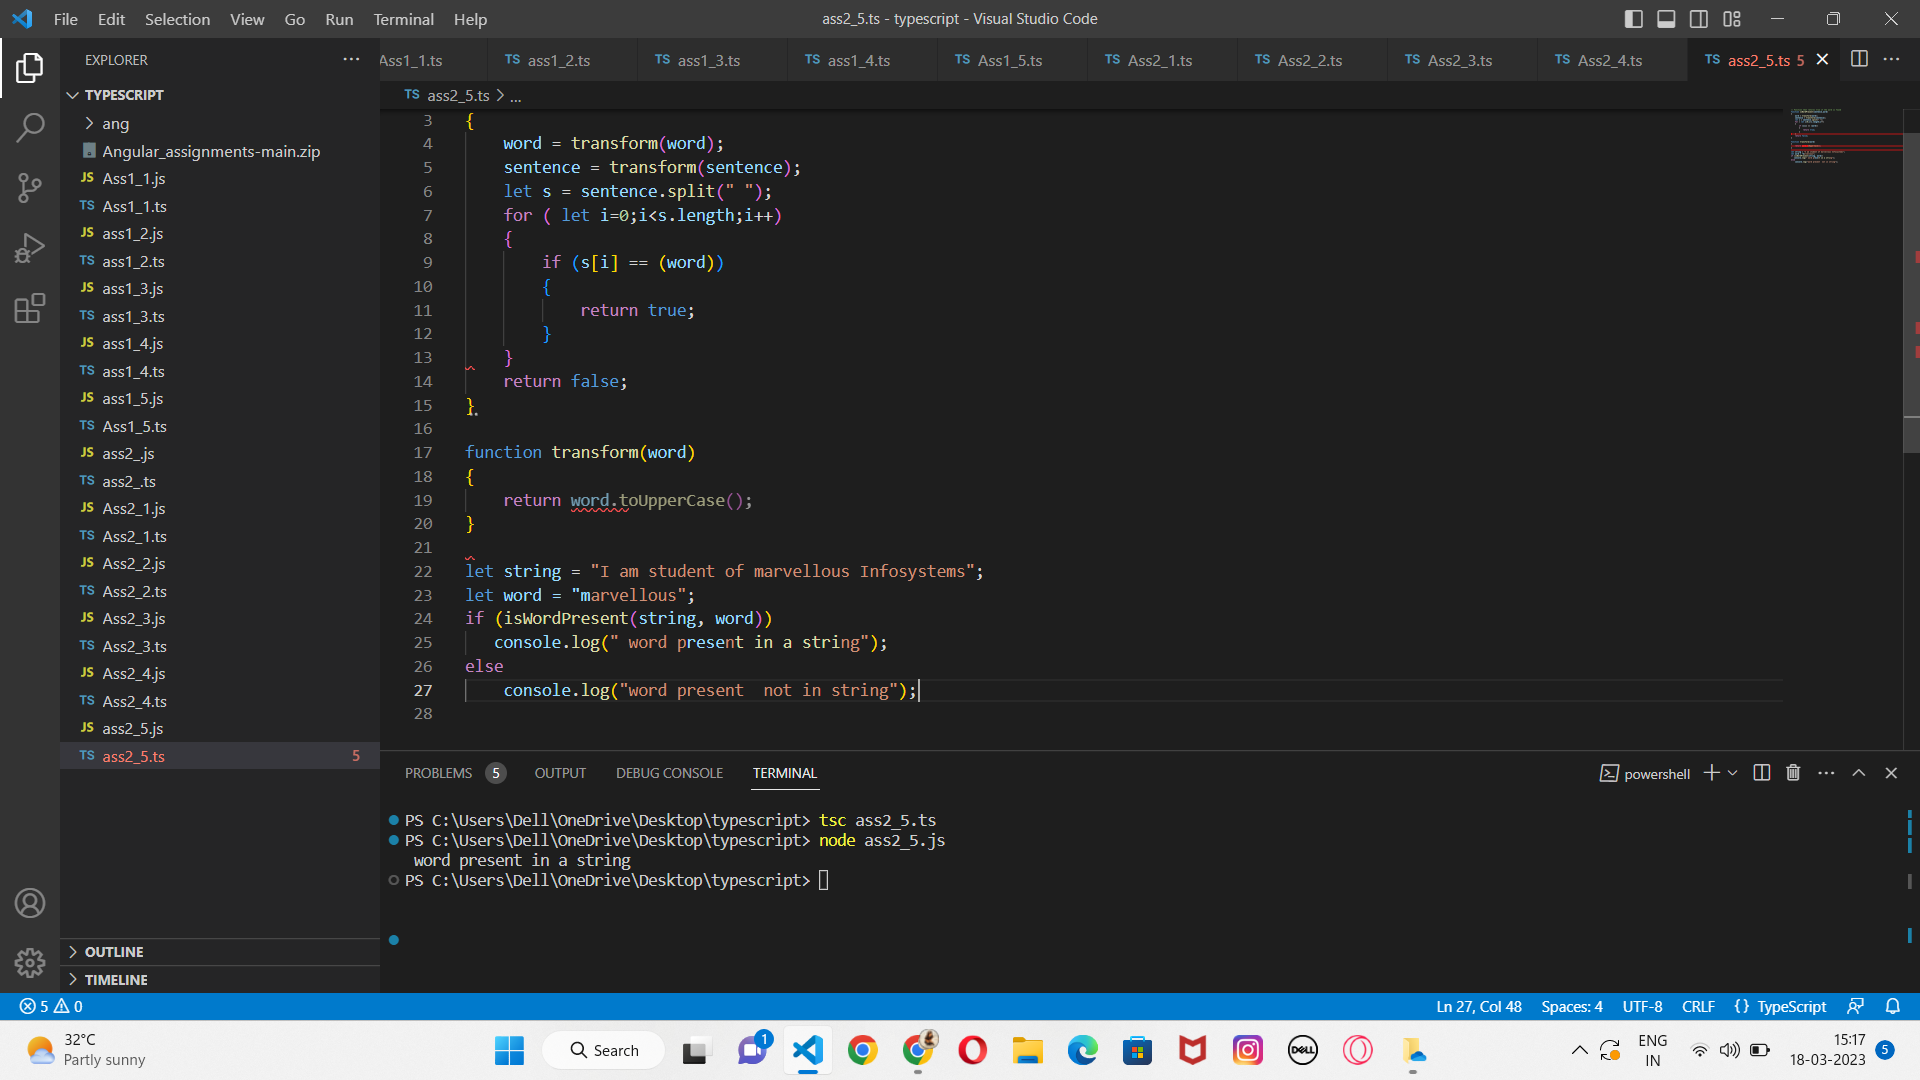 File Edit Selection View Go Run Terminal Help
ass2_5.ts - typescript - Visual Studio Code
EXPLORER
Ass1_1.ts TS ass1_2.ts TS ass1_3.ts TS ass1_4.ts TS Ass1_5.ts TS Ass2_1.ts TS Ass2_2.ts TS Ass2_3.ts TS Ass2_4.ts TS ass2_5.ts 5
TS ass2_5.ts > ...
TYPESCRIPT
ang
Angular_assignments-main.zip
JS Ass1_1.js
TS Ass1_1.ts
JS ass1_2.js
TS ass1_2.ts
JS ass1_3.js
TS ass1_3.ts
JS ass1_4.js
TS ass1_4.ts
JS ass1_5.js
TS Ass1_5.ts
JS ass2_.js
TS ass2_.ts
JS Ass2_1.js
TS Ass2_1.ts
JS Ass2_2.js
TS Ass2_2.ts
JS Ass2_3.js
TS Ass2_3.ts
JS Ass2_4.js
TS Ass2_4.ts
JS ass2_5.js
TS ass2_5.ts 5
OUTLINE
TIMELINE
3 {
4 word = transform(word);
5 sentence = transform(sentence);
6 let s = sentence.split(" ");
7 for ( let i=0;i<s.length;i++)
8 {
9 if (s[i] == (word))
10 {
11 return true;
12 }
13 }
14 return false;
15 }
16
17 function transform(word)
18 {
19 return word.toUpperCase();
20 }
21
22 let string = "I am student of marvellous Infosystems";
23 let word = "marvellous";
24 if (isWordPresent(string, word))
25 console.log(" word present in a string");
26 else
27 console.log("word present  not in string");
28
PROBLEMS 5 OUTPUT DEBUG CONSOLE TERMINAL
powershell
PS C:\Users\Dell\OneDrive\Desktop\typescript> tsc ass2_5.ts
PS C:\Users\Dell\OneDrive\Desktop\typescript> node ass2_5.js
word present in a string
PS C:\Users\Dell\OneDrive\Desktop\typescript>
5 0
Ln 27, Col 48 Spaces: 4 UTF-8 CRLF {} TypeScript
32°C
Partly sunny
Search
1
DELL
ENG
IN
15:17
18-03-2023
5